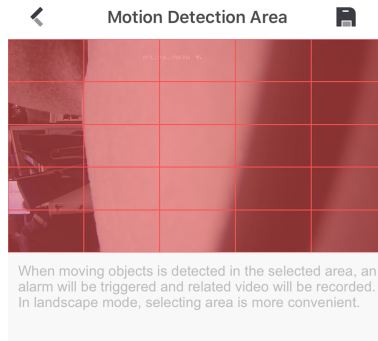 Motion Detection Area
When moving objects is detected in the selected area, an
alarm will be triggered and related video will be recorded.
In landscape mode, selecting area is more convenient.